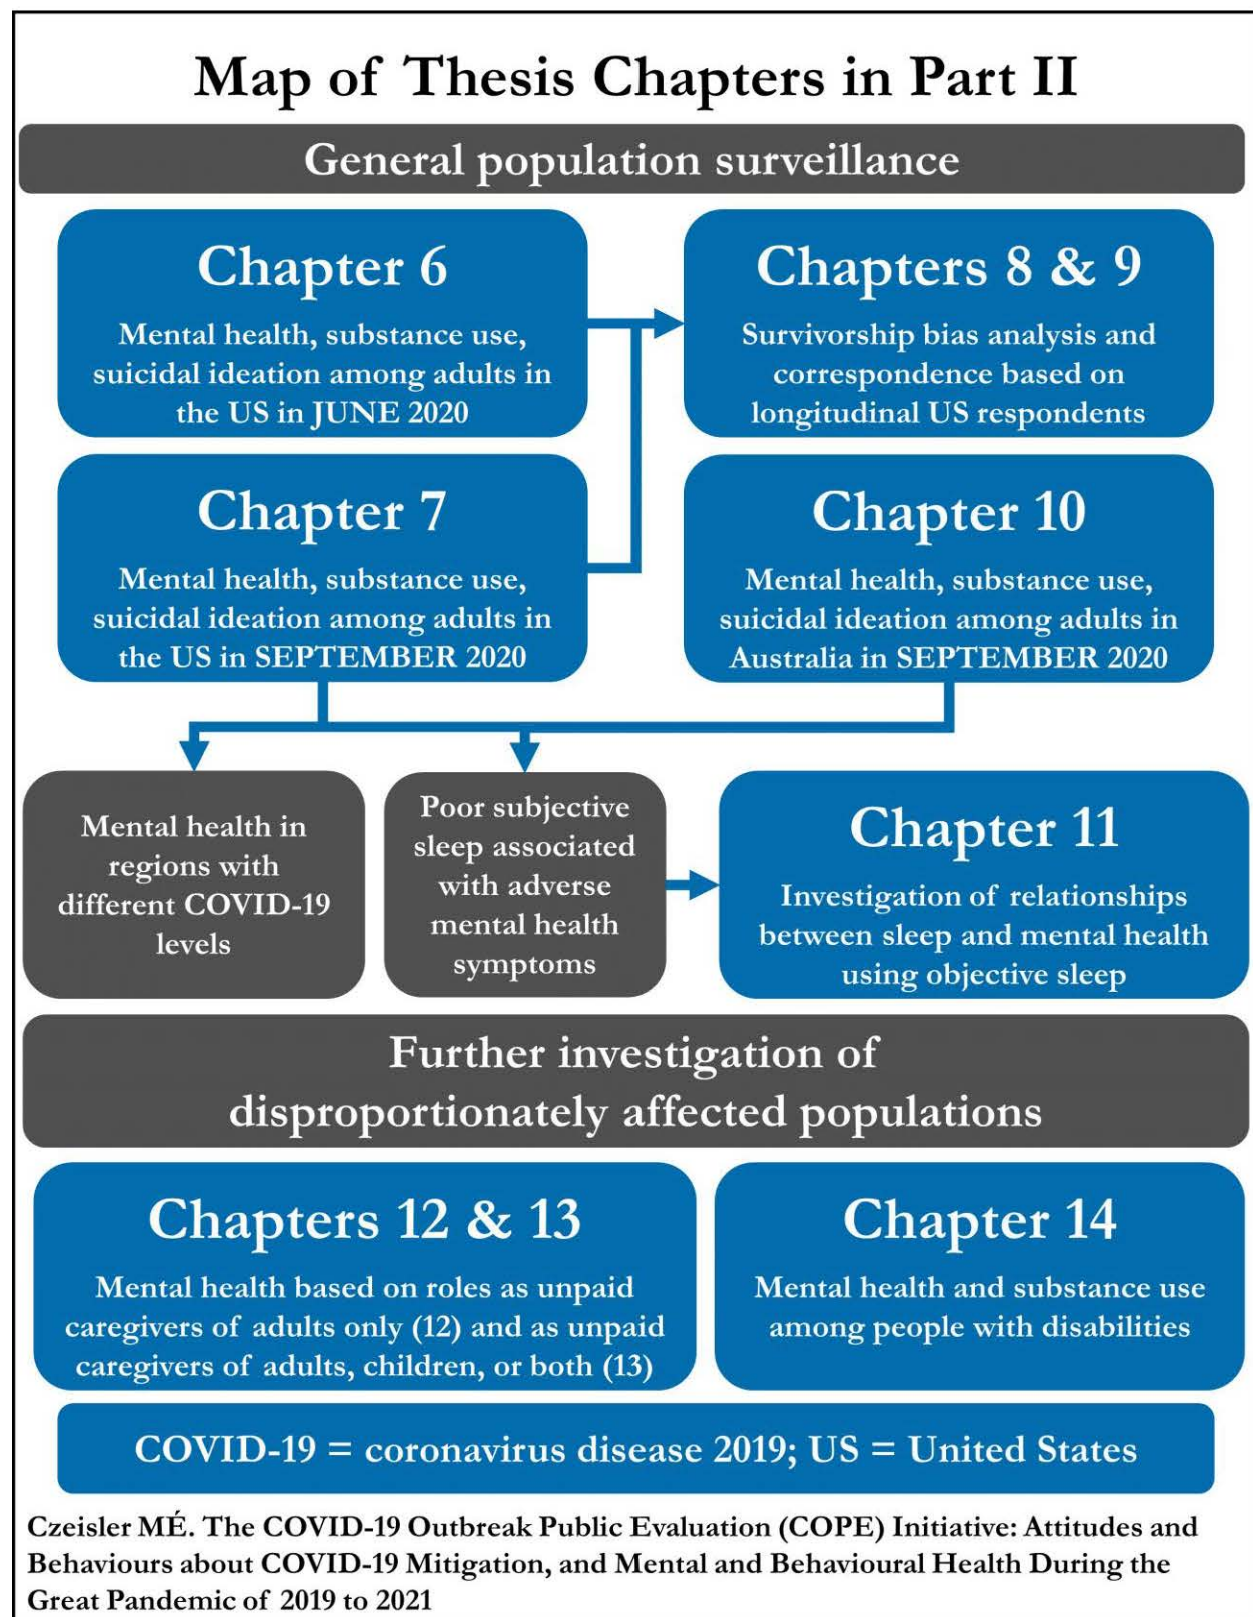 Map of Thesis Chapters in Part II
General population surveillance
Chapter 6
Mental health, substance use,
suicidal ideation among adults in
the US in JUNE 2020
Chapters 8 & 9
Survivorship bias analysis and
correspondence based on
longitudinal US respondents
Chapter 7
Mental health, substance use,
suicidal ideation among adults in
the US in SEPTEMBER 2020
Chapter 10
Mental health, substance use,
suicidal ideation among adults in
Australia in SEPTEMBER 2020
Mental health in
regions with
different COVID-19
levels
Poor subjective
sleep associated
with adverse
mental health
symptoms
Chapter 11
Investigation of relationships
between sleep and mental health
using objective sleep
Further investigation of
disproportionately affected populations
Chapters 12 & 13
Mental health based on roles as unpaid
caregivers of adults only (12) and as unpaid
caregivers of adults, children, or both (13)
Chapter 14
Mental health and substance use
among people with disabilities
COVID-19 = coronavirus disease 2019; US = United States
Czeisler MÉ. The COVID-19 Outbreak Public Evaluation (COPE) Initiative: Attitudes and
Behaviours about COVID-19 Mitigation, and Mental and Behavioural Health During the
Great Pandemic of 2019 to 2021